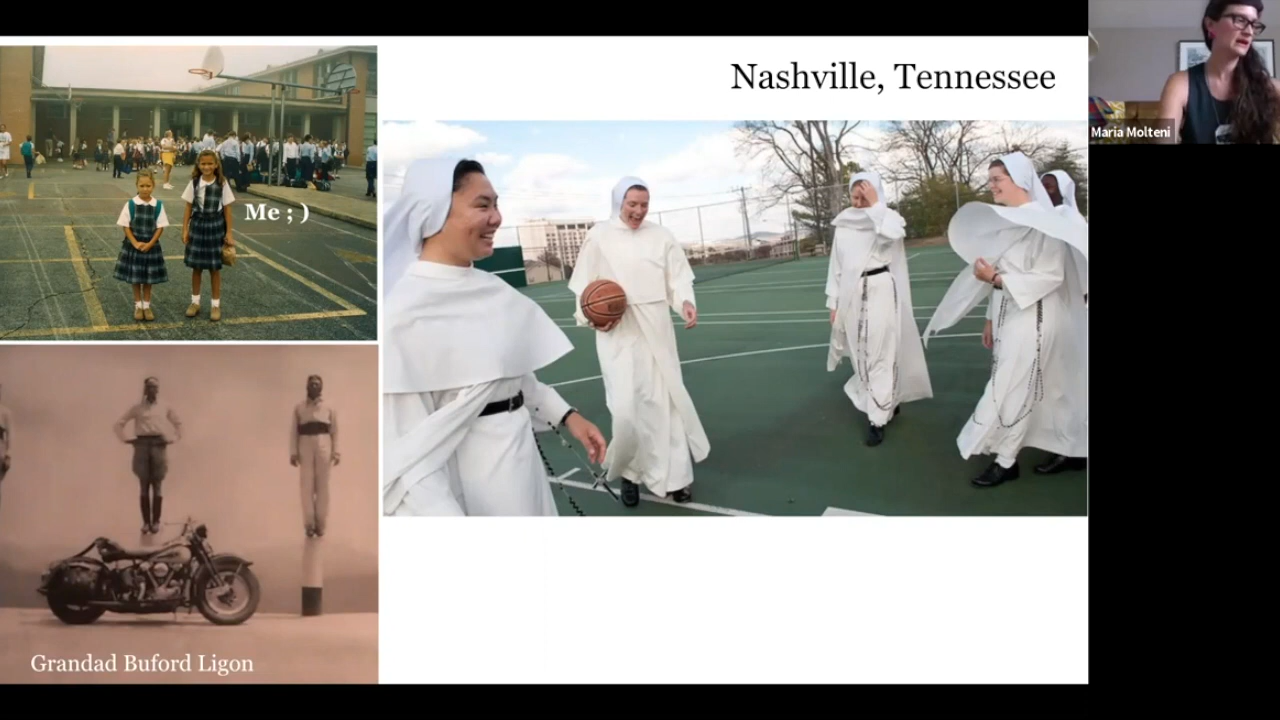 Nashville, Tennessee
Me ; )
Maria Molteni
Grandad Buford Ligon